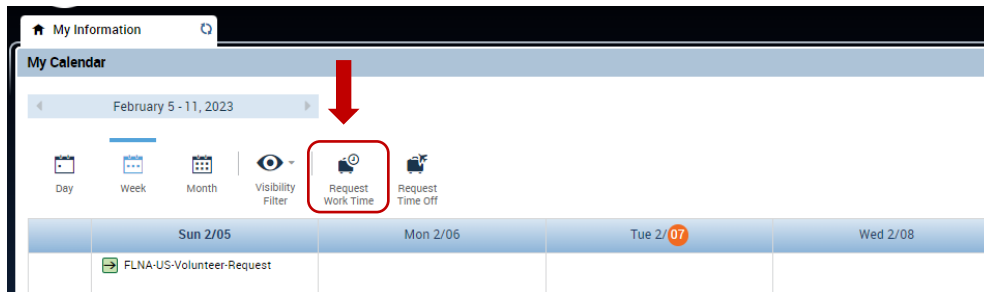 My Information
My Calendar
February 5 - 11, 2023
Day
Week
Month
Visibility
Filter
Request
Work Time
Request
Time Off
Sun 2/05
Mon 2/06
Tue 2/07
Wed 2/08
FLNA-US-Volunteer-Request